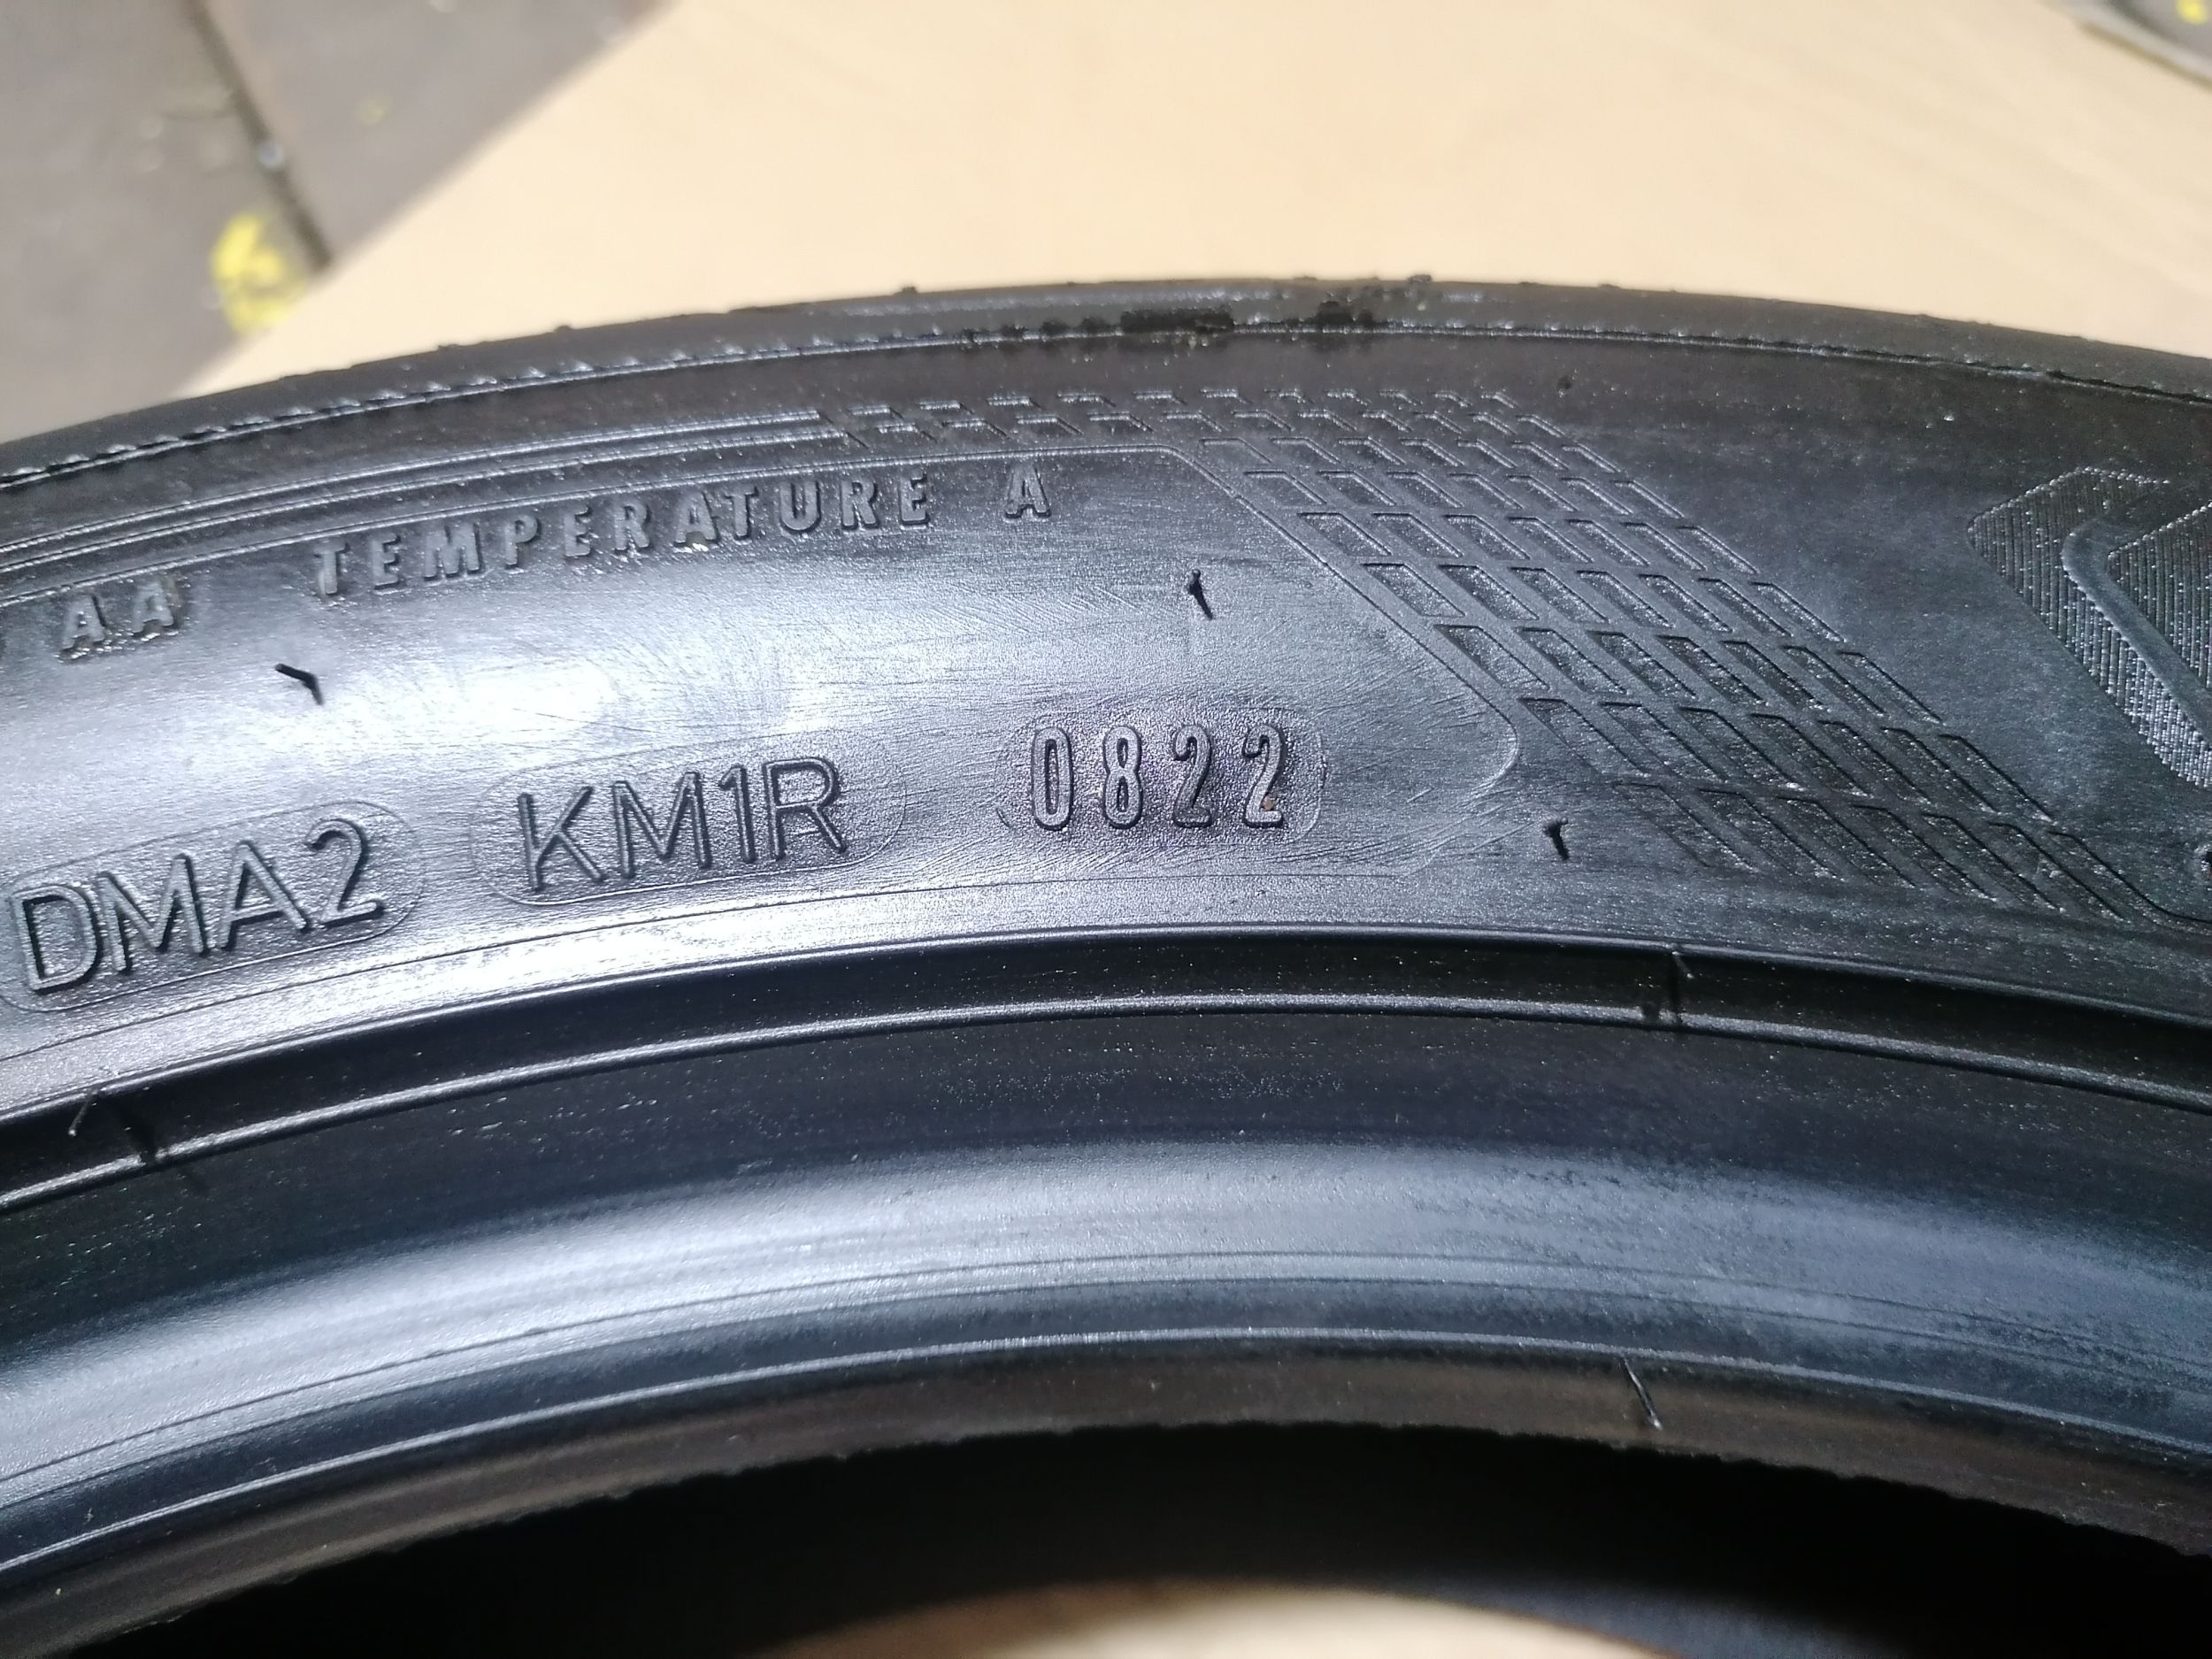 AA TEMPERATURE A
DMA2 KM1R 0822